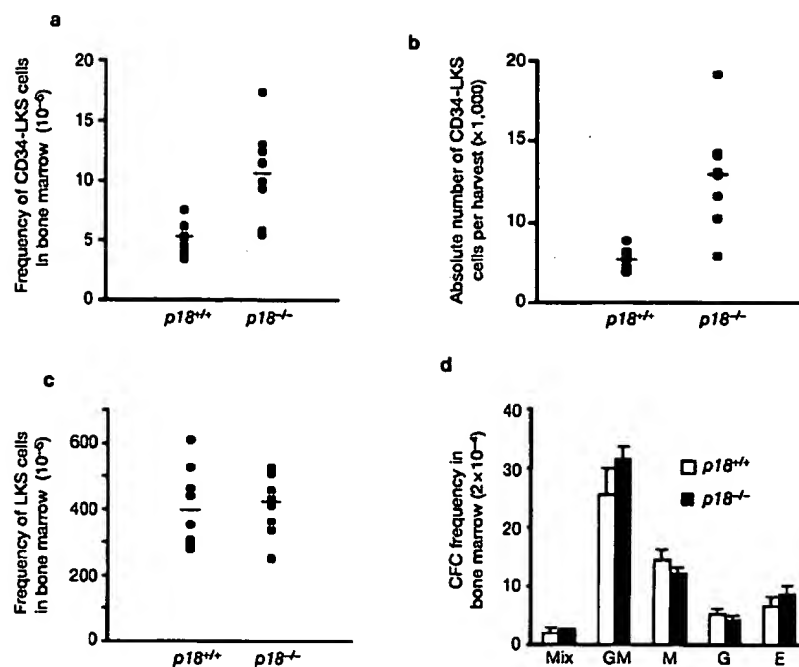 a
Frequency of CD34-LKS cells
in bone marrow (10⁻⁶)
20
15
10
5
0
p18+/+
p18–/–
b
Absolute number of CD34-LKS
cells per harvest (×1,000)
20
15
10
20
p18+/+
p18–/–
c
Frequency of LKS cells
in bone marrow (10⁻⁶)
600
400
200
0
p18+/+
p18–/–
d
CFC frequency in
bone marrow (2×10⁻⁴)
40
30
20
10
0
p18+/+
p18–/–
Mix
GM
M
G
E